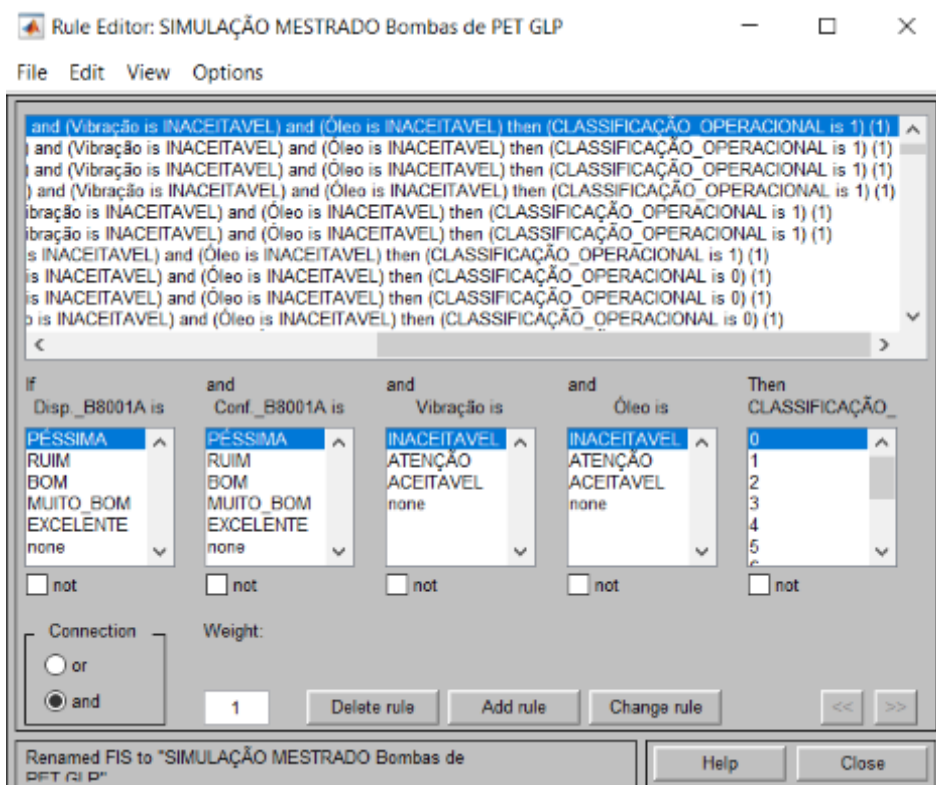 Rule Editor: SIMULAÇÃO MESTRADO Bombas de PET GLP
File Edit View Options
and (Vibração is INACEITAVEL) and (Óleo is INACEITAVEL) then (CLASSIFICAÇÃO_OPERACIONAL is 1) (1)
) and (Vibração is INACEITAVEL) and (Óleo is INACEITAVEL) then (CLASSIFICAÇÃO_OPERACIONAL is 1) (1)
) and (Vibração is INACEITAVEL) and (Óleo is INACEITAVEL) then (CLASSIFICAÇÃO_OPERACIONAL is 1) (1)
) and (Vibração is INACEITAVEL) and (Óleo is INACEITAVEL) then (CLASSIFICAÇÃO_OPERACIONAL is 1) (1)
ibração is INACEITAVEL) and (Óleo is INACEITAVEL) then (CLASSIFICAÇÃO_OPERACIONAL is 1) (1)
ibração is INACEITAVEL) and (Óleo is INACEITAVEL) then (CLASSIFICAÇÃO_OPERACIONAL is 1) (1)
s INACEITAVEL) and (Óleo is INACEITAVEL) then (CLASSIFICAÇÃO_OPERACIONAL is 1) (1)
is INACEITAVEL) and (Óleo is INACEITAVEL) then (CLASSIFICAÇÃO_OPERACIONAL is 0) (1)
is INACEITAVEL) and (Óleo is INACEITAVEL) then (CLASSIFICAÇÃO_OPERACIONAL is 0) (1)
o is INACEITAVEL) and (Óleo is INACEITAVEL) then (CLASSIFICAÇÃO_OPERACIONAL is 0) (1)
If and and and Then
Disp._B8001A is Conf._B8001A is Vibração is Óleo is CLASSIFICAÇÃO_
PÉSSIMA PÉSSIMA INACEITAVEL INACEITAVEL 0
RUIM RUIM ATENÇÃO ATENÇÃO 1
BOM BOM ACEITAVEL ACEITAVEL 2
MUITO_BOM MUITO_BOM none none 3
EXCELENTE EXCELENTE 4
none none 5
not not not not not
Connection Weight:
or
and 1 Delete rule Add rule Change rule << >>
Renamed FIS to "SIMULAÇÃO MESTRADO Bombas de
PET GLP"
Help Close